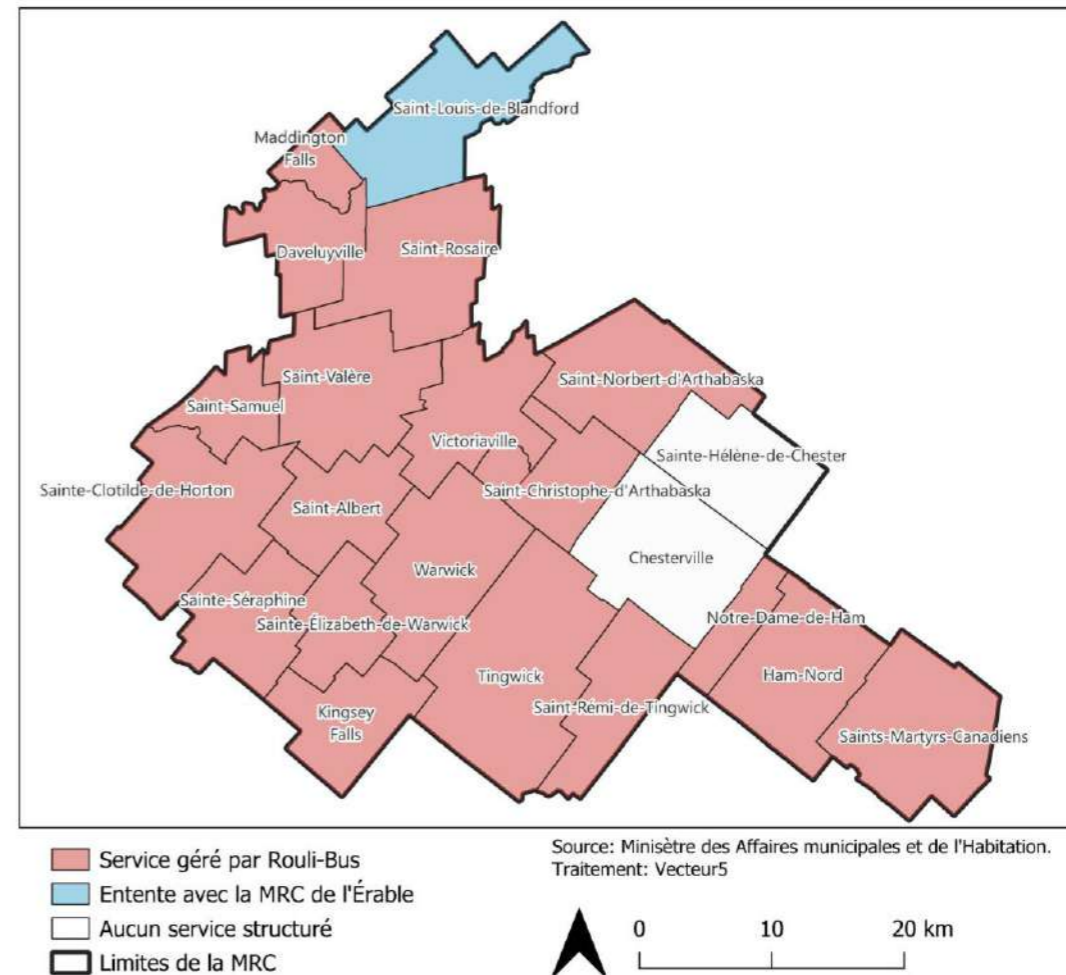 Saint-Louis-de-Blandford
Maddington
Falls
Daveluyville
Saint-Rosaire
Saint-Valère
Saint-Norbert-d'Arthabaska
Saint-Samuel
Victoriaville
Sainte-Hélène-de-Chester
Sainte-Clotilde-de-Horton
Saint-Christophe-d'Arthabaska
Saint-Albert
Chesterville
Warwick
Sainte-Séraphine
Notre-Dame-de-Ham
Sainte-Élizabeth-de-Warwick
Tingwick
Ham-Nord
Saint-Rémi-de-Tingwick
Kingsey
Falls
Saints-Martyrs-Canadiens
Service géré par Rouli-Bus
Entente avec la MRC de l'Érable
Aucun service structuré
Limites de la MRC
Source: Minisètre des Affaires municipales et de l'Habitation.
Traitement: Vecteur5
0 10 20 km